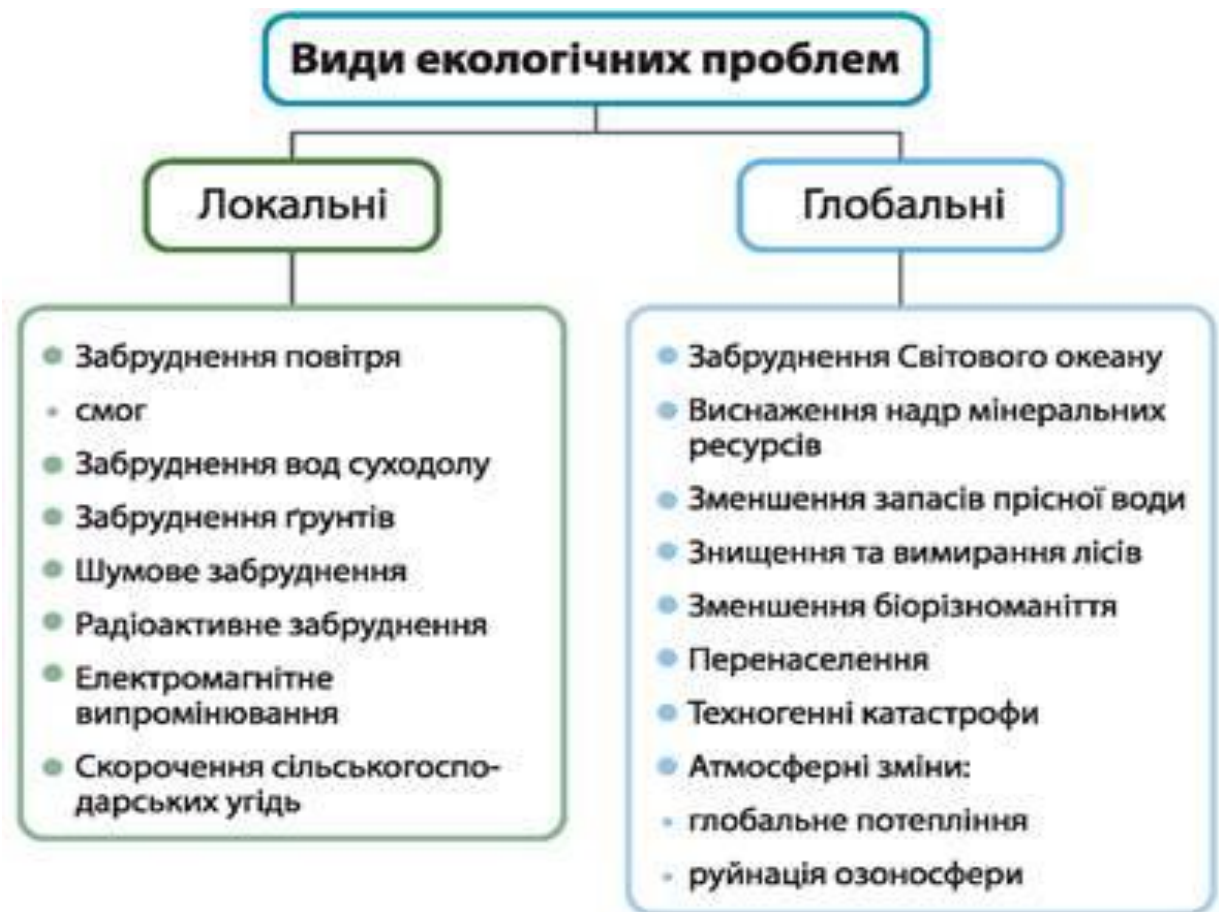 Види екологічних проблем
Локальні
Забруднення повітря
смог
Забруднення вод суходолу
Забруднення ґрунтів
Шумове забруднення
Радіоактивне забруднення
Електромагнітне
випромінювання
Скорочення сільськогоспо-
дарських угідь
Глобальні
Забруднення Світового океану
Виснаження надр мінеральних
ресурсів
Зменшення запасів прісної води
Знищення та вимирання лісів
Зменшення біорізноманіття
Перенаселення
Техногенні катастрофи
Атмосферні зміни:
глобальне потепління
руйнація озоносфери